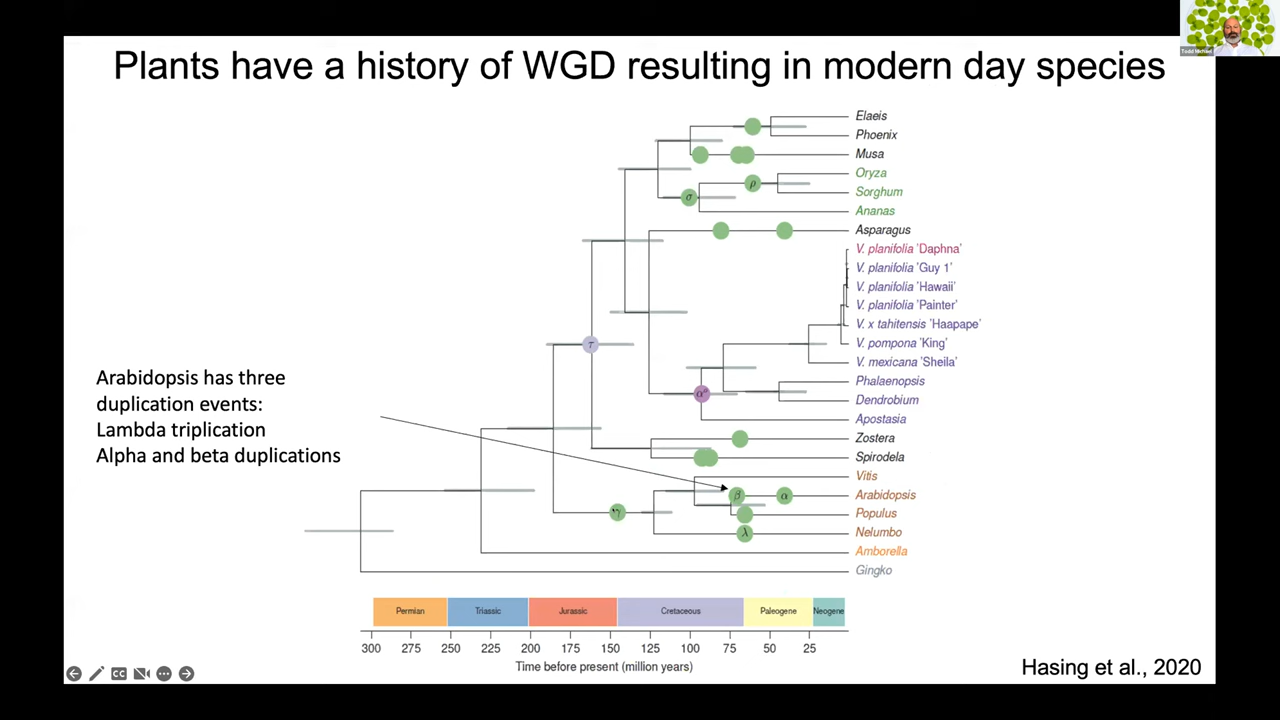 Todd Michael
Plants have a history of WGD resulting in modern day species
Elaeis
Phoenix
Musa
Oryza
ρ
Sorghum
σ
Ananas
Asparagus
V. planifolia 'Daphna'
V. planifolia 'Guy 1'
V. planifolia 'Hawaii'
V. planifolia 'Painter'
V. x tahitensis 'Haapape'
V. pompona 'King'
τ
V. mexicana 'Sheila'
Phalaenopsis
αº
Dendrobium
Apostasia
Zostera
Spirodela
Vitis
β
α
Arabidopsis
Populus
γ
Nelumbo
λ
Amborella
Gingko
Arabidopsis has three
duplication events:
Lambda triplication
Alpha and beta duplications
Permian
Triassic
Jurassic
Cretaceous
Paleogene
Neogene
300 275 250 225 200 175 150 125 100 75 50 25
Time before present (million years)
Hasing et al., 2020
CC